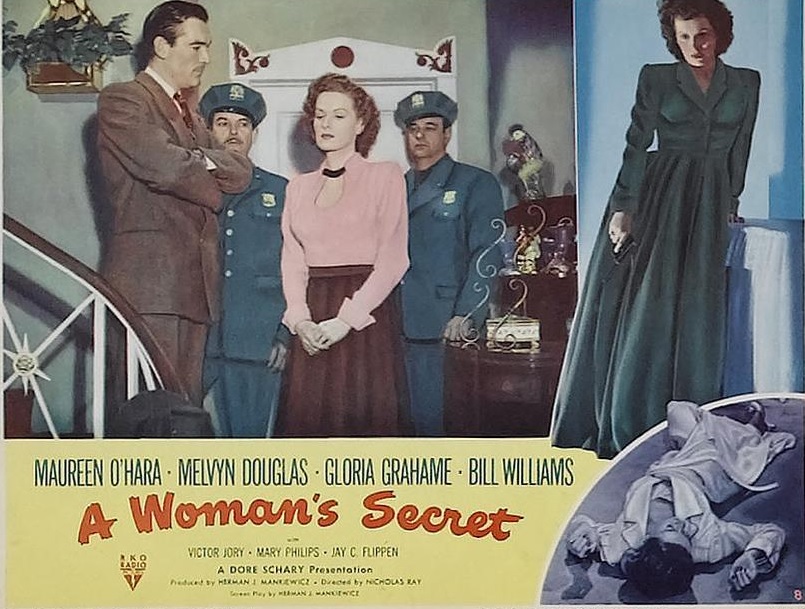 MAUREEN O'HARA · MELVYN DOUGLAS · GLORIA GRAHAME · BILL WILLIAMS
A Woman's Secret
with
VICTOR JORY · MARY PHILIPS · JAY C. FLIPPEN
A DORE SCHARY Presentation
Produced by HERMAN J. MANKIEWICZ · Directed by NICHOLAS RAY
Screen Play by HERMAN J. MANKIEWICZ
RKO
RADIO
PICTURES
8